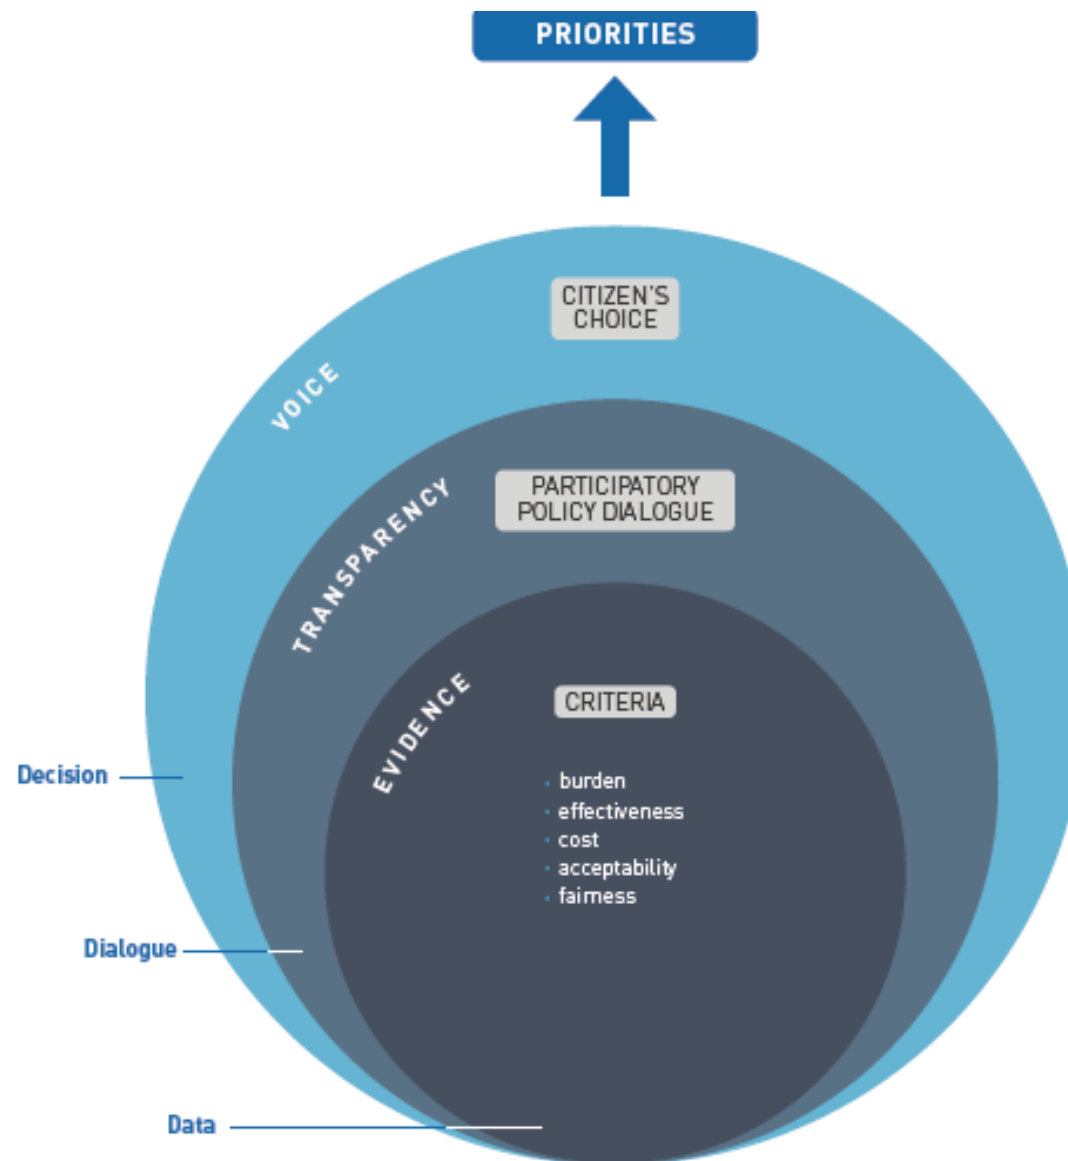 PRIORITIES
CITIZEN'S
CHOICE
VOICE
PARTICIPATORY
POLICY DIALOGUE
TRANSPARENCY
EVIDENCE
CRITERIA
· burden
· effectiveness
· cost
· acceptability
· fairness
Decision
Dialogue
Data